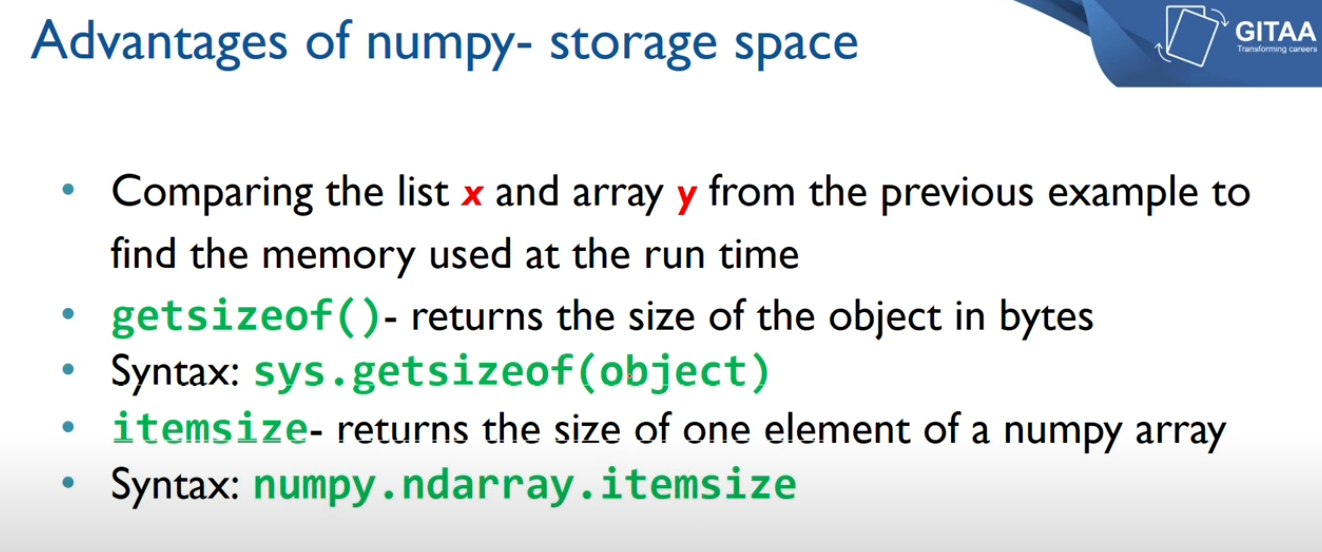 Advantages of numpy- storage space
GITAA
Transforming careers
• Comparing the list x and array y from the previous example to
find the memory used at the run time
• getsizeof()- returns the size of the object in bytes
• Syntax: sys.getsizeof(object)
• itemsize- returns the size of one element of a numpy array
• Syntax: numpy.ndarray.itemsize